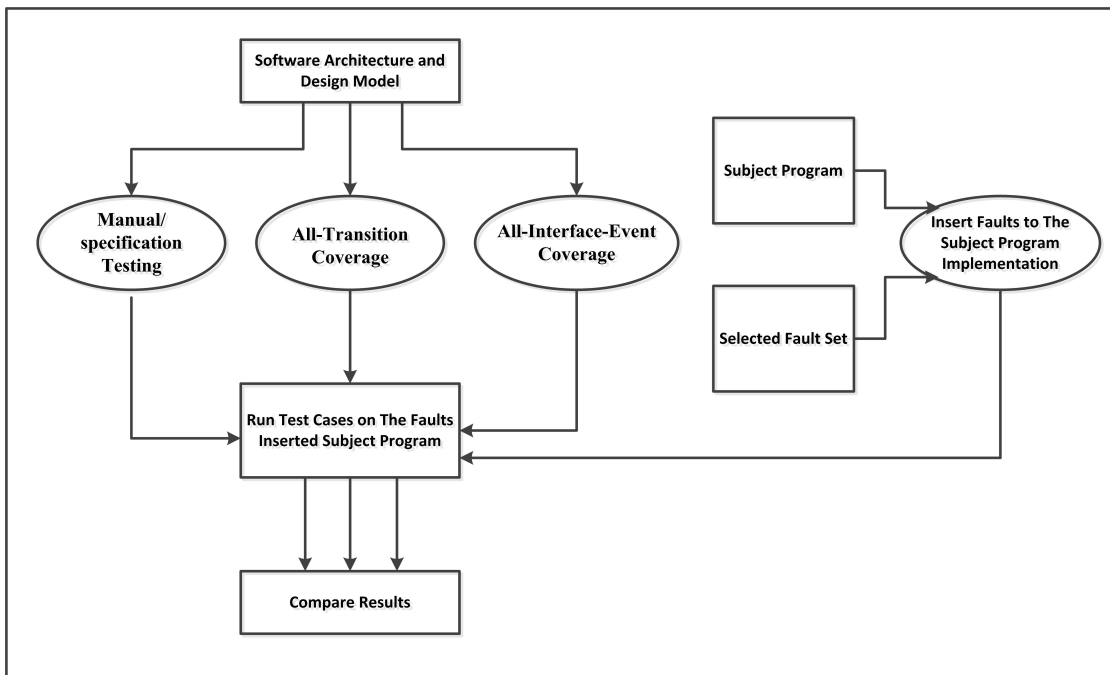 Software Architecture and
Design Model
Manual/
specification
Testing
All-Transition
Coverage
All-Interface-Event
Coverage
Subject Program
Selected Fault Set
Insert Faults to The
Subject Program
Implementation
Run Test Cases on The Faults
Inserted Subject Program
Compare Results